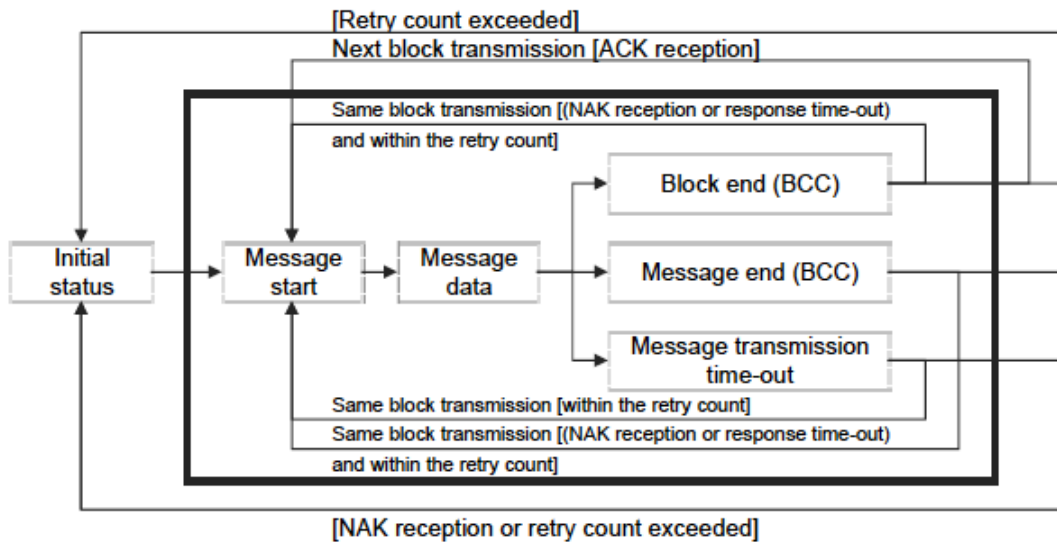 [Retry count exceeded]
Next block transmission [ACK reception]
Same block transmission [(NAK reception or response time-out)
and within the retry count]
Block end (BCC)
Initial
status
Message
start
Message
data
Message end (BCC)
Message transmission
time-out
Same block transmission [within the retry count]
Same block transmission [(NAK reception or response time-out)
and within the retry count]
[NAK reception or retry count exceeded]